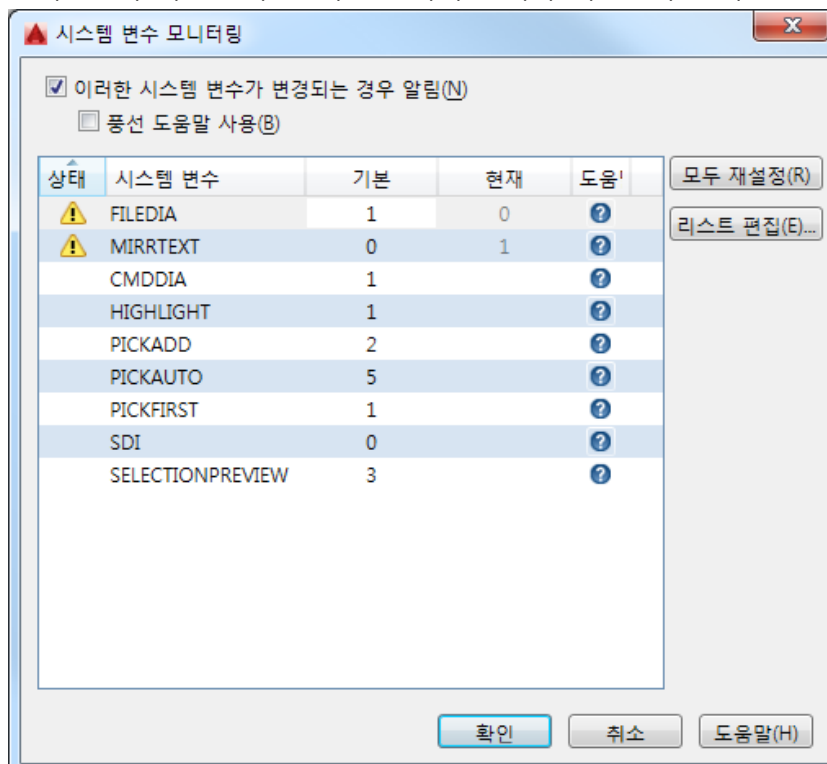 시스템 변수 모니터링
이러한 시스템 변수가 변경되는 경우 알림(N)
풍선 도움말 사용(B)
상태 시스템 변수 기본 현재 도움
모두 재설정(R)
리스트 편집(E)...
FILEDIA 1 0
MIRRTEXT 0 1
CMDDIA 1
HIGHLIGHT 1
PICKADD 2
PICKAUTO 5
PICKFIRST 1
SDI 0
SELECTIONPREVIEW 3
확인 취소 도움말(H)